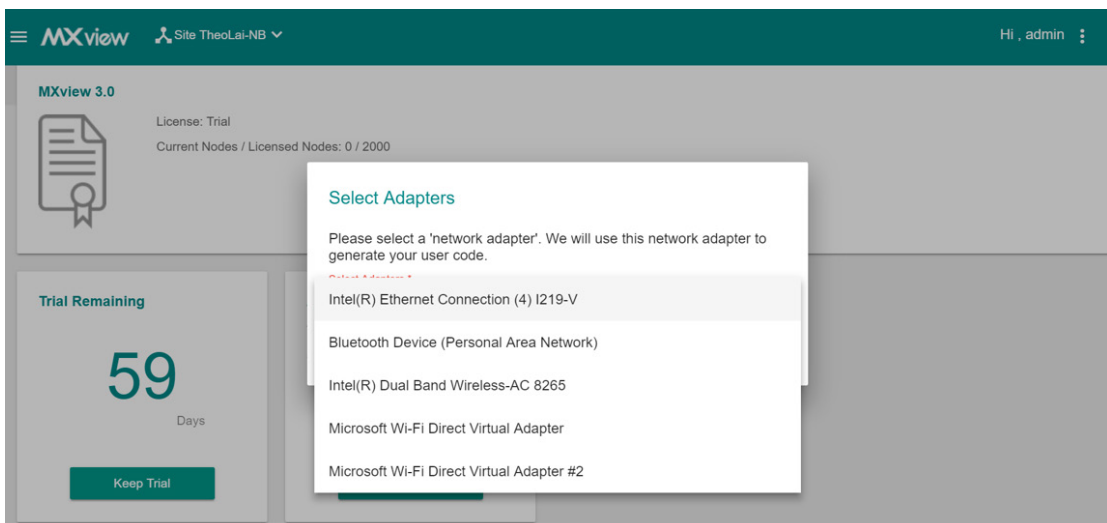 MXview
Site TheoLai-NB
Hi , admin
MXview 3.0
License: Trial
Current Nodes / Licensed Nodes: 0 / 2000
Select Adapters
Please select a 'network adapter'. We will use this network adapter to
generate your user code.
Select Adapters *
Intel(R) Ethernet Connection (4) I219-V
Bluetooth Device (Personal Area Network)
Intel(R) Dual Band Wireless-AC 8265
Microsoft Wi-Fi Direct Virtual Adapter
Microsoft Wi-Fi Direct Virtual Adapter #2
Trial Remaining
59
Days
Keep Trial